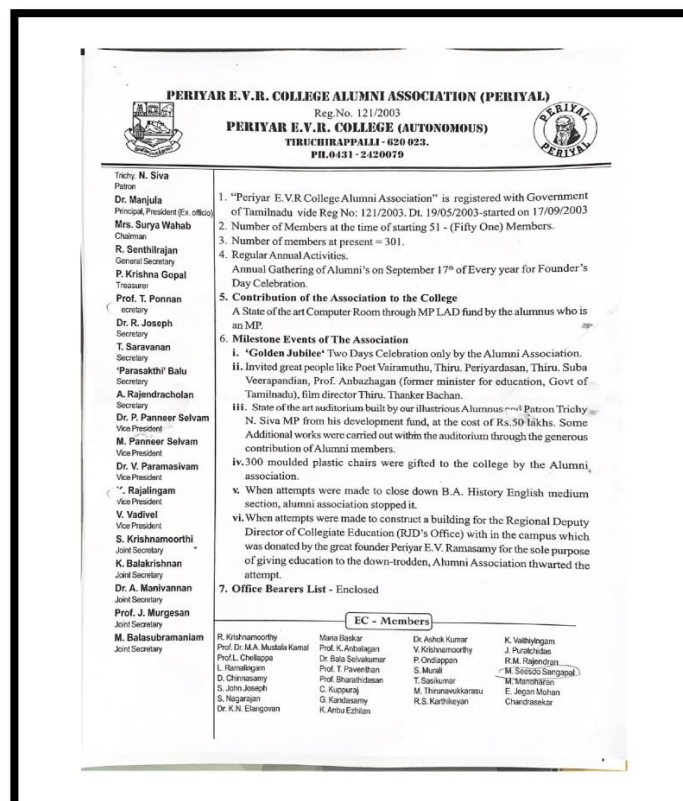 PERIYAR E.V.R. COLLEGE ALUMNI ASSOCIATION (PERIYAL)
Reg.No. 121/2003
PERIYAR E.V.R. COLLEGE (AUTONOMOUS)
TIRUCHIRAPPALLI - 620 023.
PH.0431 - 2420079
PERIYAL
PERIYAL
Trichy. N. Siva
Patron
Dr. Manjula
Principal, President (Ex. officio)
Mrs. Surya Wahab
Chairman
R. Senthilrajan
General Secretary
P. Krishna Gopal
Treasurer
Prof. T. Ponnan
ecretary
Dr. R. Joseph
Secretary
T. Saravanan
Secretary
'Parasakthi' Balu
Secretary
A. Rajendracholan
Secretary
Dr. P. Panneer Selvam
Vice President
M. Panneer Selvam
Vice President
Dr. V. Paramasivam
Vice President
Rajalingam
Vice President
V. Vadivel
Vice President
S. Krishnamoorthi
Joint Secretary
K. Balakrishnan
Joint Secretary
Dr. A. Manivannan
Joint Secretary
Prof. J. Murgesan
Joint Secretary
M. Balasubramaniam
Joint Secretary
1. "Periyar E.V.R College Alumni Association" is registered with Government
of Tamilnadu vide Reg No: 121/2003. Dt. 19/05/2003-started on 17/09/2003
2. Number of Members at the time of starting 51 - (Fifty One) Members.
3. Number of members at present = 301.
4. Regular Annual Activities.
Annual Gathering of Alumni's on September 17th of Every year for Founder's
Day Celebration.
5. Contribution of the Association to the College
A State of the art Computer Room through MP LAD fund by the alumnus who is
an MP.
6. Milestone Events of The Association
i. 'Golden Jubilee' Two Days Celebration only by the Alumni Association.
ii. Invited great people like Poet Vairamuthu, Thiru. Periyardasan, Thiru. Suba
Veerapandian, Prof. Anbazhagan (former minister for education, Govt of
Tamilnadu), film director Thiru. Thanker Bachan.
iii. State of the art auditorium built by our illustrious Alumnus and Patron Trichy
N. Siva MP from his development fund, at the cost of Rs.50 lakhs. Some
Additional works were carried out within the auditorium through the generous
contribution of Alumni members.
iv. 300 moulded plastic chairs were gifted to the college by the Alumni
association.
v. When attempts were made to close down B.A. History English medium
section, alumni association stopped it.
vi. When attempts were made to construct a building for the Regional Deputy
Director of Collegiate Education (RJD's Office) with in the campus which
was donated by the great founder Periyar E.V. Ramasamy for the sole purpose
of giving education to the down-trodden, Alumni Association thwarted the
attempt.
7. Office Bearers List - Enclosed
EC - Members
R. Krishnamoorthy
Prof. Dr. M.A. Mustafa Kamal
Prof.L. Chellappa
L. Ramalingam
D. Chinnasamy
S. John Joseph
S. Nagarajan
Dr. K.N. Elangovan
Maria Baskar
Prof. K. Anbalagan
Dr. Bala Selvakumar
Prof. T. Paventhan
Prof. Bharathidasan
C. Kuppuraj
G. Kandasamy
K. Anbu Ezhilan
Dr. Ashok Kumar
V. Krishnamoorthy
P. Ondiappan
S. Murali
T. Sasikumar
M. Thirunavukkarasu
R.S. Karthikeyan
K. Vaithiyingam
J. Puratchidas
R.M. Rajendran
M. Seesdo Sangapal
M. Manoharan
E. Jegan Mohan
Chandrasekar